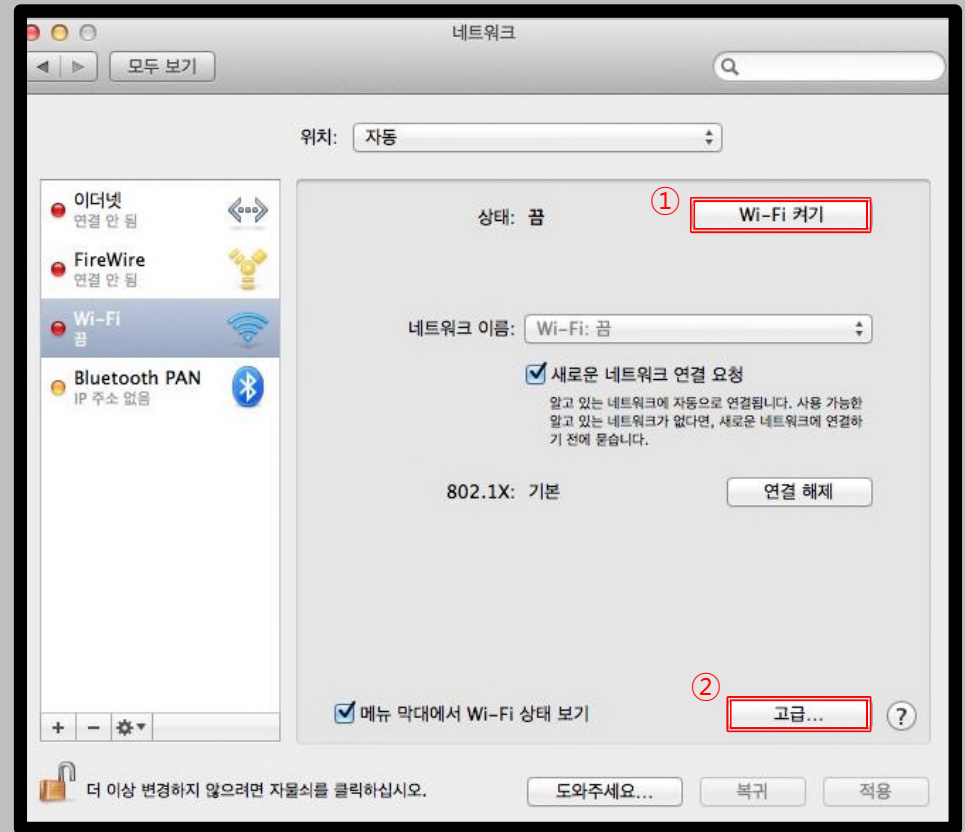 네트워크
모두 보기
위치: 자동
이더넷
연결 안 됨
FireWire
연결 안 됨
Wi-Fi
끔
Bluetooth PAN
IP 주소 없음
상태: 끔
① Wi-Fi 켜기
네트워크 이름: Wi-Fi: 끔
새로운 네트워크 연결 요청
알고 있는 네트워크에 자동으로 연결됩니다. 사용 가능한
알고 있는 네트워크가 없다면, 새로운 네트워크에 연결하
기 전에 묻습니다.
802.1X: 기본 연결 해제
메뉴 막대에서 Wi-Fi 상태 보기
② 고급... ?
+ −
더 이상 변경하지 않으려면 자물쇠를 클릭하십시오.
도와주세요... 복귀 적용